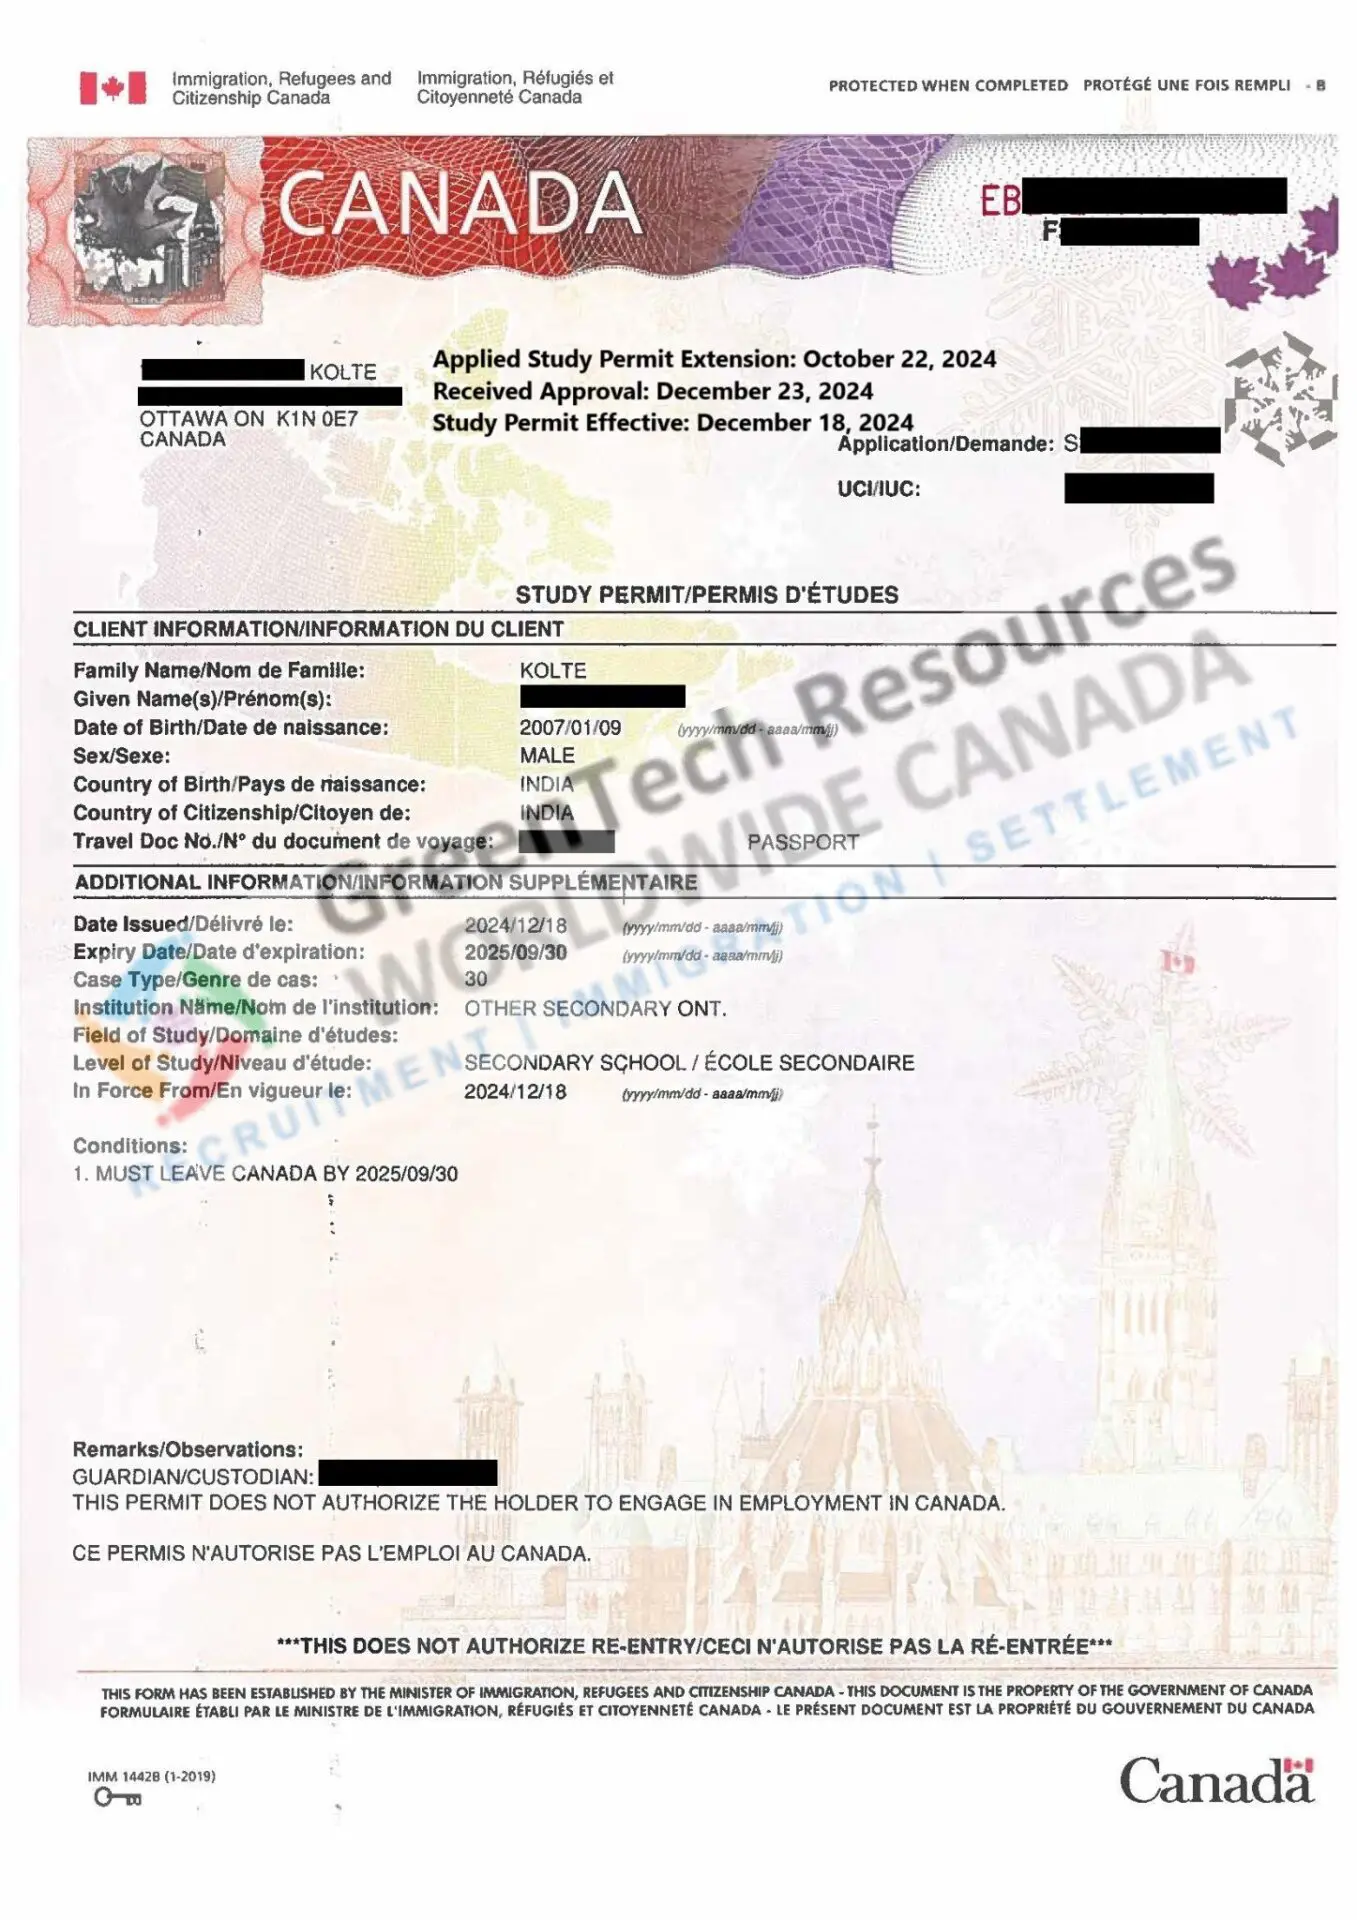 Immigration, Refugees and
Citizenship Canada
Immigration, Réfugiés et
Citoyenneté Canada
PROTECTED WHEN COMPLETED PROTÉGÉ UNE FOIS REMPLI - B
CANADA
EB
F
KOLTE
OTTAWA ON K1N 0E7
CANADA
Applied Study Permit Extension: October 22, 2024
Received Approval: December 23, 2024
Study Permit Effective: December 18, 2024
Application/Demande: S
UCI/IUC:
STUDY PERMIT/PERMIS D'ÉTUDES
CLIENT INFORMATION/INFORMATION DU CLIENT
Family Name/Nom de Famille: KOLTE
Given Name(s)/Prénom(s):
Date of Birth/Date de naissance: 2007/01/09 (yyyy/mm/dd - aaaa/mm/jj)
Sex/Sexe: MALE
Country of Birth/Pays de naissance: INDIA
Country of Citizenship/Citoyen de: INDIA
Travel Doc No./N° du document de voyage: PASSPORT
ADDITIONAL INFORMATION/INFORMATION SUPPLÉMENTAIRE
Date Issued/Délivré le: 2024/12/18 (yyyy/mm/dd - aaaa/mm/jj)
Expiry Date/Date d'expiration: 2025/09/30 (yyyy/mm/dd - aaaa/mm/jj)
Case Type/Genre de cas: 30
Institution Name/Nom de l'institution: OTHER SECONDARY ONT.
Field of Study/Domaine d'études:
Level of Study/Niveau d'étude: SECONDARY SCHOOL / ÉCOLE SECONDAIRE
In Force From/En vigueur le: 2024/12/18 (yyyy/mm/dd - aaaa/mm/jj)
Conditions:
1. MUST LEAVE CANADA BY 2025/09/30
GreenTech Resources
WORLDWIDE CANADA
RECRUITMENT | IMMIGRATION | SETTLEMENT
Remarks/Observations:
GUARDIAN/CUSTODIAN:
THIS PERMIT DOES NOT AUTHORIZE THE HOLDER TO ENGAGE IN EMPLOYMENT IN CANADA.
CE PERMIS N'AUTORISE PAS L'EMPLOI AU CANADA.
***THIS DOES NOT AUTHORIZE RE-ENTRY/CECI N'AUTORISE PAS LA RÉ-ENTRÉE***
THIS FORM HAS BEEN ESTABLISHED BY THE MINISTER OF IMMIGRATION, REFUGEES AND CITIZENSHIP CANADA - THIS DOCUMENT IS THE PROPERTY OF THE GOVERNMENT OF CANADA
FORMULAIRE ÉTABLI PAR LE MINISTRE DE L'IMMIGRATION, RÉFUGIÉS ET CITOYENNETÉ CANADA - LE PRÉSENT DOCUMENT EST LA PROPRIÉTÉ DU GOUVERNEMENT DU CANADA
IMM 1442B (1-2019)
Canada